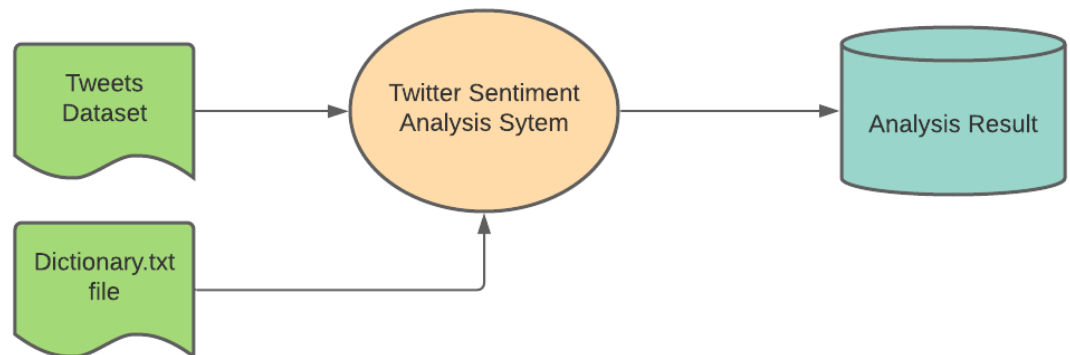 Tweets
Dataset
Twitter Sentiment
Analysis Sytem
Analysis Result
Dictionary.txt
file